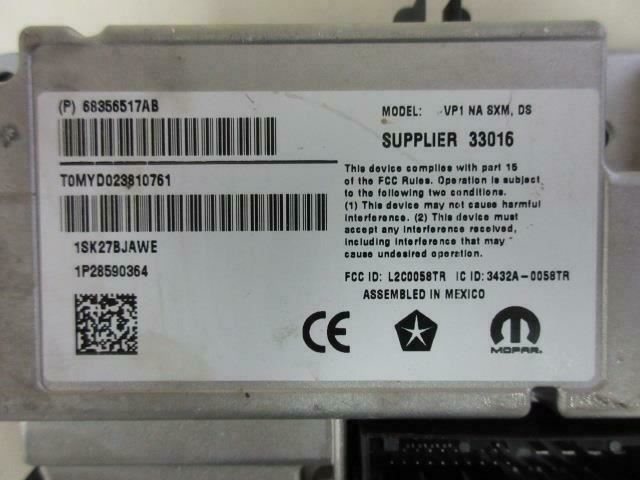 (P) 68356517AB
MODEL: VP1 NA SXM, DS
SUPPLIER 33016
T0MYD023810761
This device complies with part 15
of the FCC Rules. Operation is subject
to the following two conditions.
(1) This device may not cause harmful
interference. (2) This device must
accept any interference received,
including interference that may
cause undesired operation.
1SK27BJAWE
1P28590364
FCC ID: L2C0058TR IC ID: 3432A-0058TR
ASSEMBLED IN MEXICO
CE
MOPAR